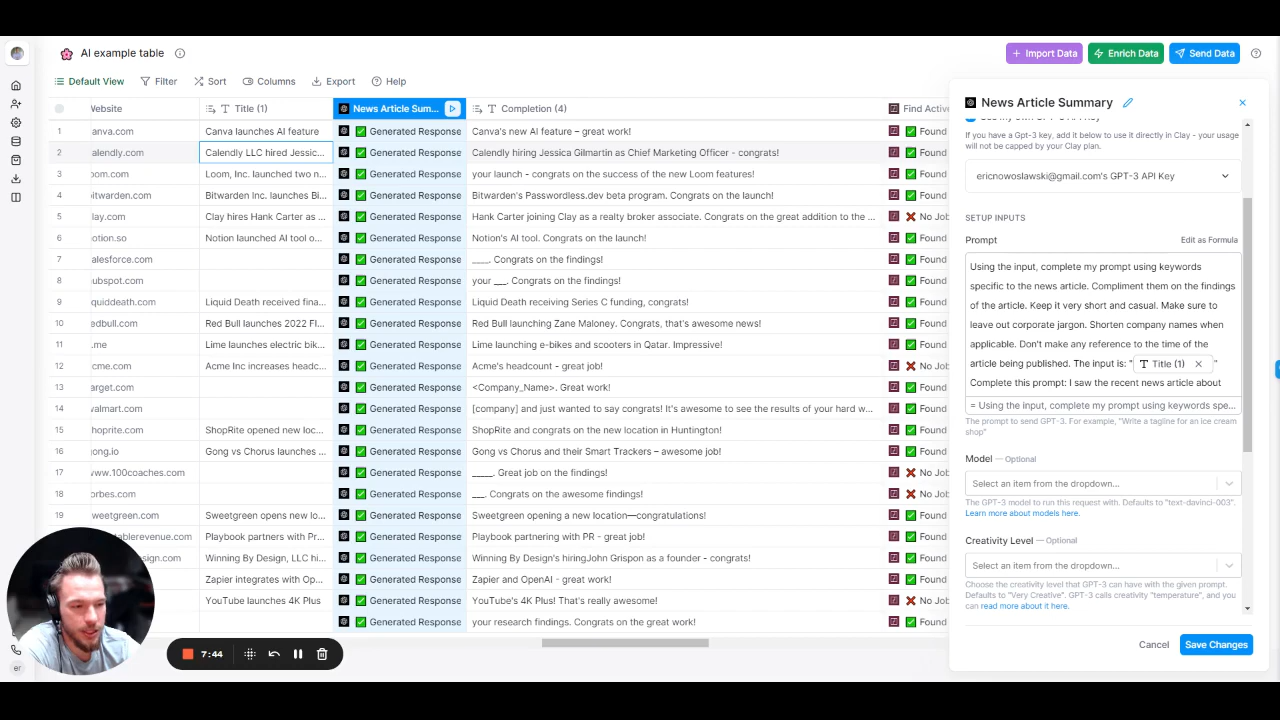 AI example table
Import Data
Enrich Data
Send Data
Default View
Filter
Sort
Columns
Export
Help
Website Title (1) News Article Sum... Completion (4) Find Active
1 anva.com Canva launches AI feature Generated Response Canva's new AI feature – great work! Found
2 alendly.com Calendly LLC hired Jessic... Generated Response Calendly hiring Jessica Gilmartin as Chief Marketing Officer - congrats! Found
3 oom.com Loom, Inc. launched two n... Generated Response your launch - congrats on the success of the new Loom features! Found
4 itwarden.com Bitwarden Inc. launches Bi... Generated Response Bitwarden's Passwordless.dev beta program. Congrats on the launch! Found
5 lay.com Clay hires Hank Carter as ... Generated Response Hank Carter joining Clay as a realty broker associate. Congrats on the great addition to the ... No Job
6 otion.so Notion launched AI tool o... Generated Response Notion's AI tool. Congrats on the launch! Found
7 alesforce.com Generated Response ____. Congrats on the findings! Found
8 ubspot.com Generated Response your ___. Congrats on the findings! Found
9 iquiddeath.com Liquid Death received fina... Generated Response Liquid Death receiving Series C funding, congrats! Found
10 edbull.com Red Bull launches 2022 FI... Generated Response Red Bull launching Zane Maloney. Congrats, that's awesome news! Found
11 .me Lime launches electric bik... Generated Response Lime launching e-bikes and scooters in Qatar. Impressive! Found
12 cme.com Acme Inc increases headc... Generated Response Acme's headcount - great job! No Job
13 arget.com Generated Response <Company_Name>. Great work! Found
14 walmart.com Generated Response [company] and just wanted to say congrats! It's awesome to see the results of your hard w... Found
15 hoprite.com ShopRite opened new loc... Generated Response ShopRite and congrats on the new location in Huntington! Found
16 ong.io Gong vs Chorus launches ... Generated Response Gong vs Chorus and their Smart Trackers – awesome job! Found
17 www.100coaches.com Generated Response _____. Great job on the findings! No Job
18 orbes.com Generated Response ___. Congrats on the awesome findings! No Job
19 weetgreen.com Sweetgreen opens new lo... Generated Response Sweetgreen opening a new location—congratulations! Found
tablerevenue.com Playbook partners with PR... Generated Response Playbook partnering with PR - great job! Found
design.com Winning By Design, LLC hi... Generated Response Winning By Design's hiringJohn Grispon as a founder - congrats! Found
Zapier integrates with Op... Generated Response Zapier and OpenAI - great work! Found
YouTube launches 4K Plus Generated Response YouTube's 4K Plus! That's really awesome! No Job
Generated Response your research findings. Congrats on the great work! Found
er
7:44
News Article Summary
If you have a Gpt-3 key, add it below to use it directly in Clay - your usage
will not be capped by your Clay plan.
ericnowoslawski@gmail.com's GPT-3 API Key
SETUP INPUTS
Prompt Edit as Formula
Using the input, complete my prompt using keywords
specific to the news article. Compliment them on the findings
of the article. Keep it very short and casual. Make sure to
leave out corporate jargon. Shorten company names when
applicable. Don't make any reference to the time of the
article being published. The input is: " Title (1) "
Complete this prompt: I saw the recent news article about
= Using the input, complete my prompt using keywords spe...
The prompt to send GPT-3. For example, "Write a tagline for an ice cream
shop"
Model — Optional
Select an item from the dropdown...
The GPT-3 model to run this request with. Defaults to "text-davinci-003".
Learn more about models here.
Creativity Level — Optional
Select an item from the dropdown...
Choose the creativity level that GPT-3 can have with the given prompt.
Defaults to "Very Creative". GPT-3 calls creativity "temperature", and you
can read more about it here.
Cancel
Save Changes